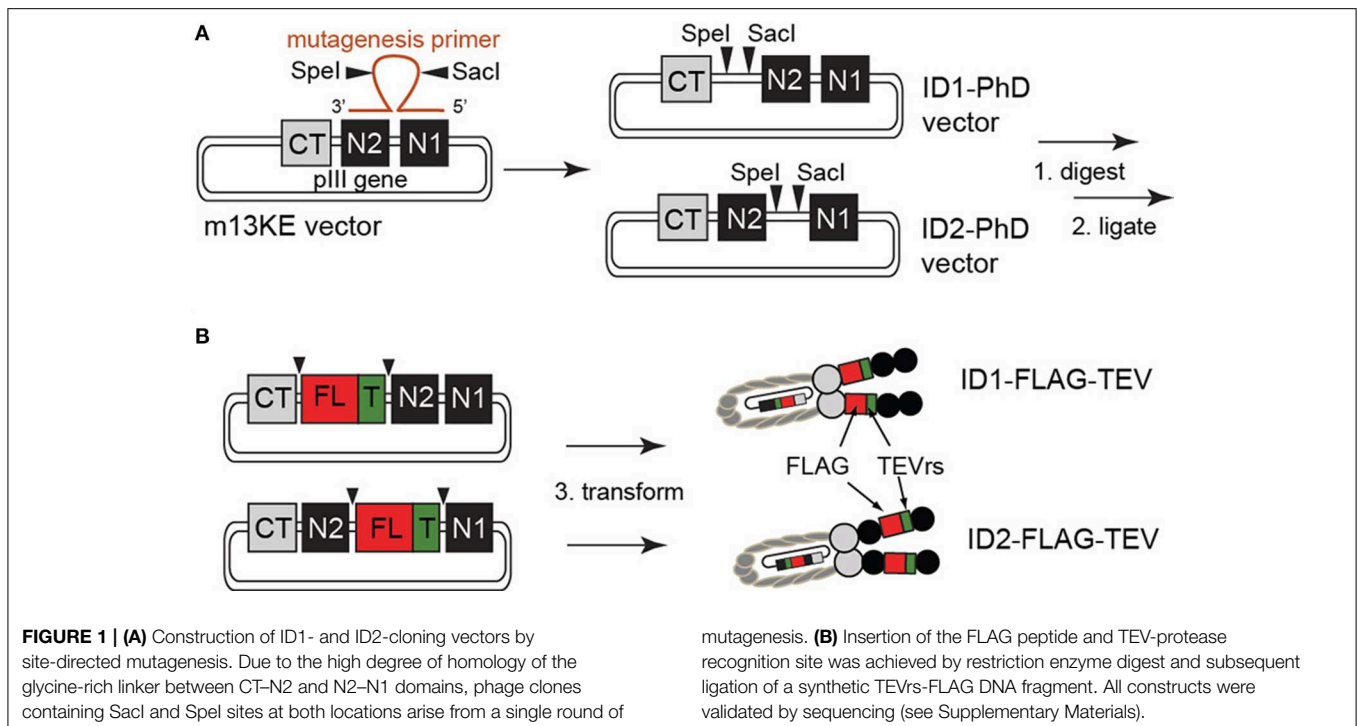 A
mutagenesis primer
SpeI
SacI
3’
5’
CT
N2
N1
pIII gene
m13KE vector
SpeI
SacI
CT
N2
N1
ID1-PhD
vector
SpeI
SacI
CT
N2
N1
ID2-PhD
vector
1. digest
2. ligate
B
CT
FL
T
N2
N1
CT
N2
FL
T
N1
3. transform
ID1-FLAG-TEV
FLAG
TEVrs
ID2-FLAG-TEV
FIGURE 1 | (A) Construction of ID1- and ID2-cloning vectors by
site-directed mutagenesis. Due to the high degree of homology of the
glycine-rich linker between CT–N2 and N2–N1 domains, phage clones
containing SacI and SpeI sites at both locations arise from a single round of
mutagenesis. (B) Insertion of the FLAG peptide and TEV-protease
recognition site was achieved by restriction enzyme digest and subsequent
ligation of a synthetic TEVrs-FLAG DNA fragment. All constructs were
validated by sequencing (see Supplementary Materials).